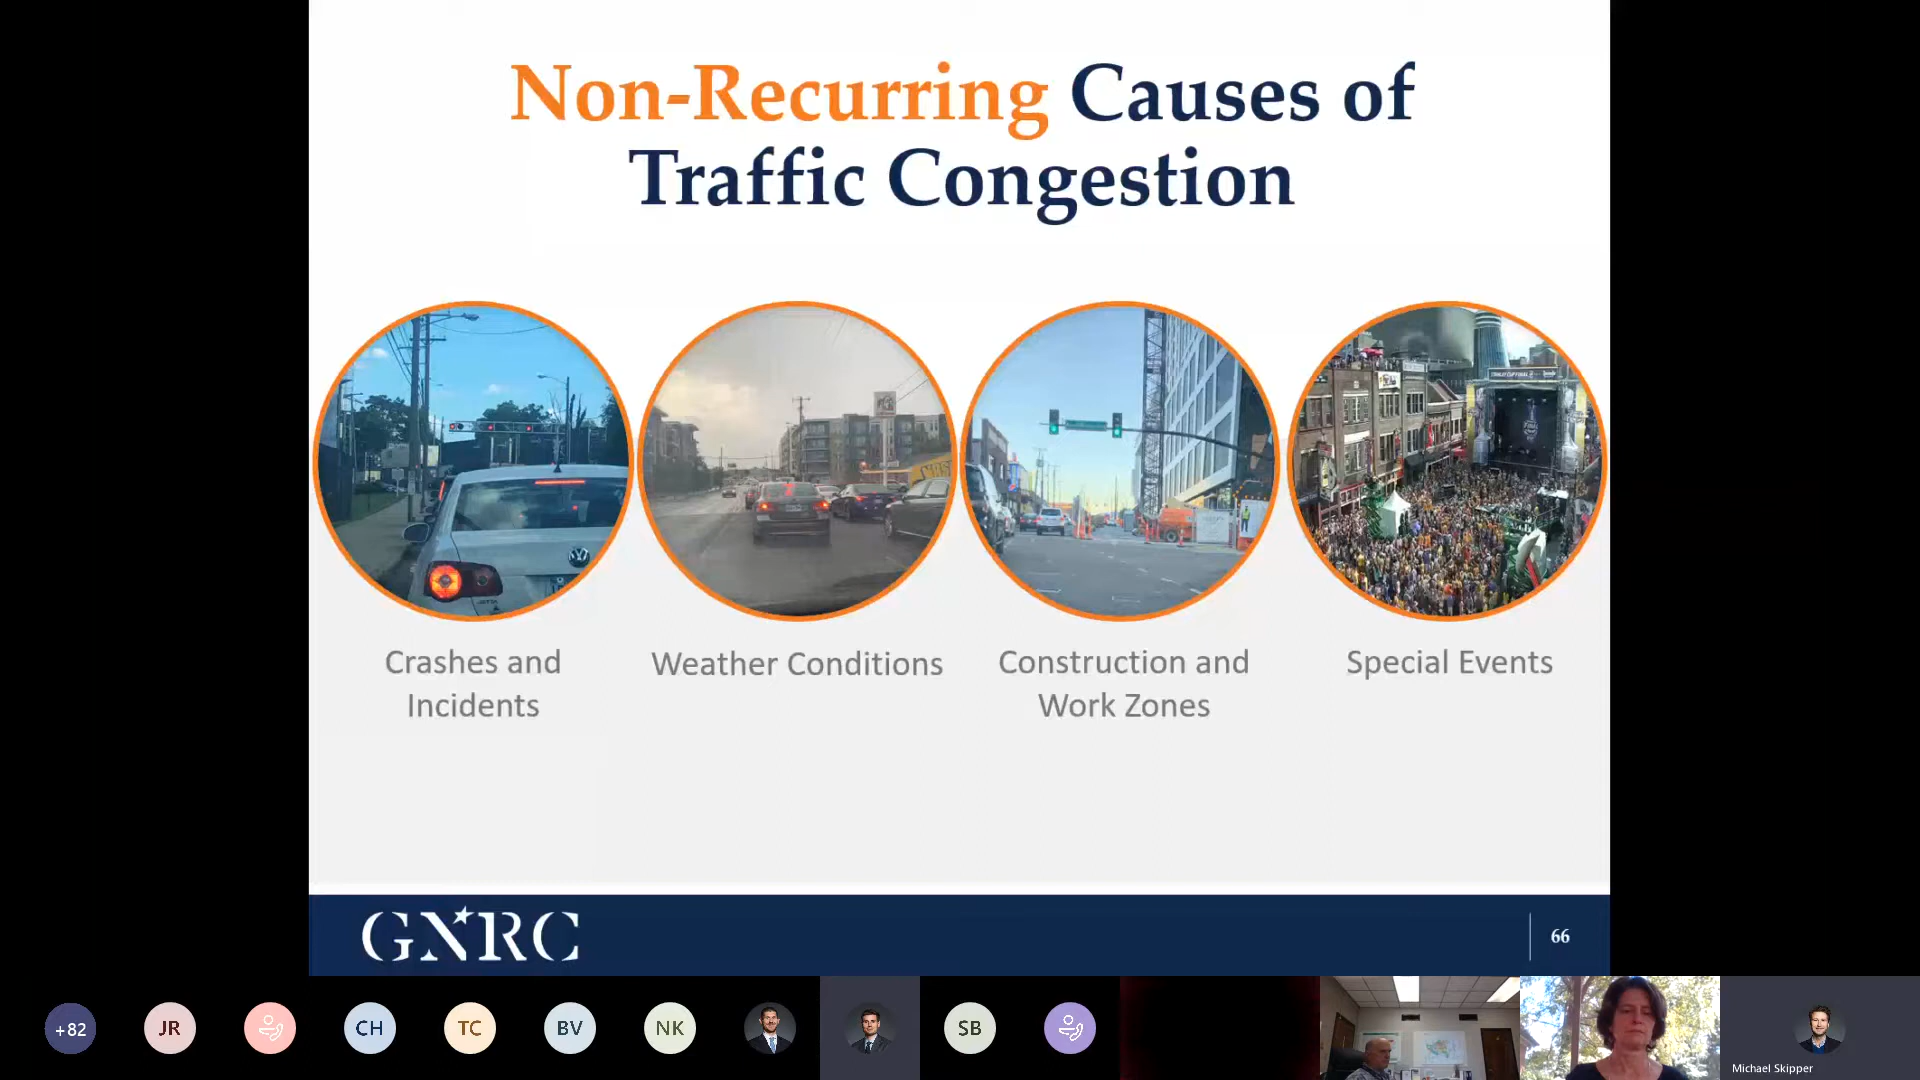 Non-Recurring Causes of
Traffic Congestion
Crashes and
Incidents
Weather Conditions
Construction and
Work Zones
Special Events
GNRC
66
+82
JR
CH
TC
BV
NK
SB
Michael Skipper